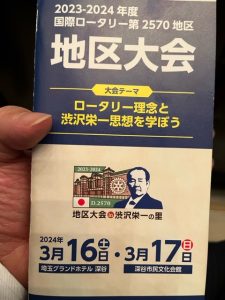 2023-2024 年度
国際ロータリー第 2570 地区
地区大会
大会テーマ
ロータリー理念と
渋沢栄一思想を学ぼう
2023-2024
D.2570
地区大会 in 渋沢栄一の里
2024年
3月16日土・3月17日日
埼玉グランドホテル 深谷
深谷市民文化会館